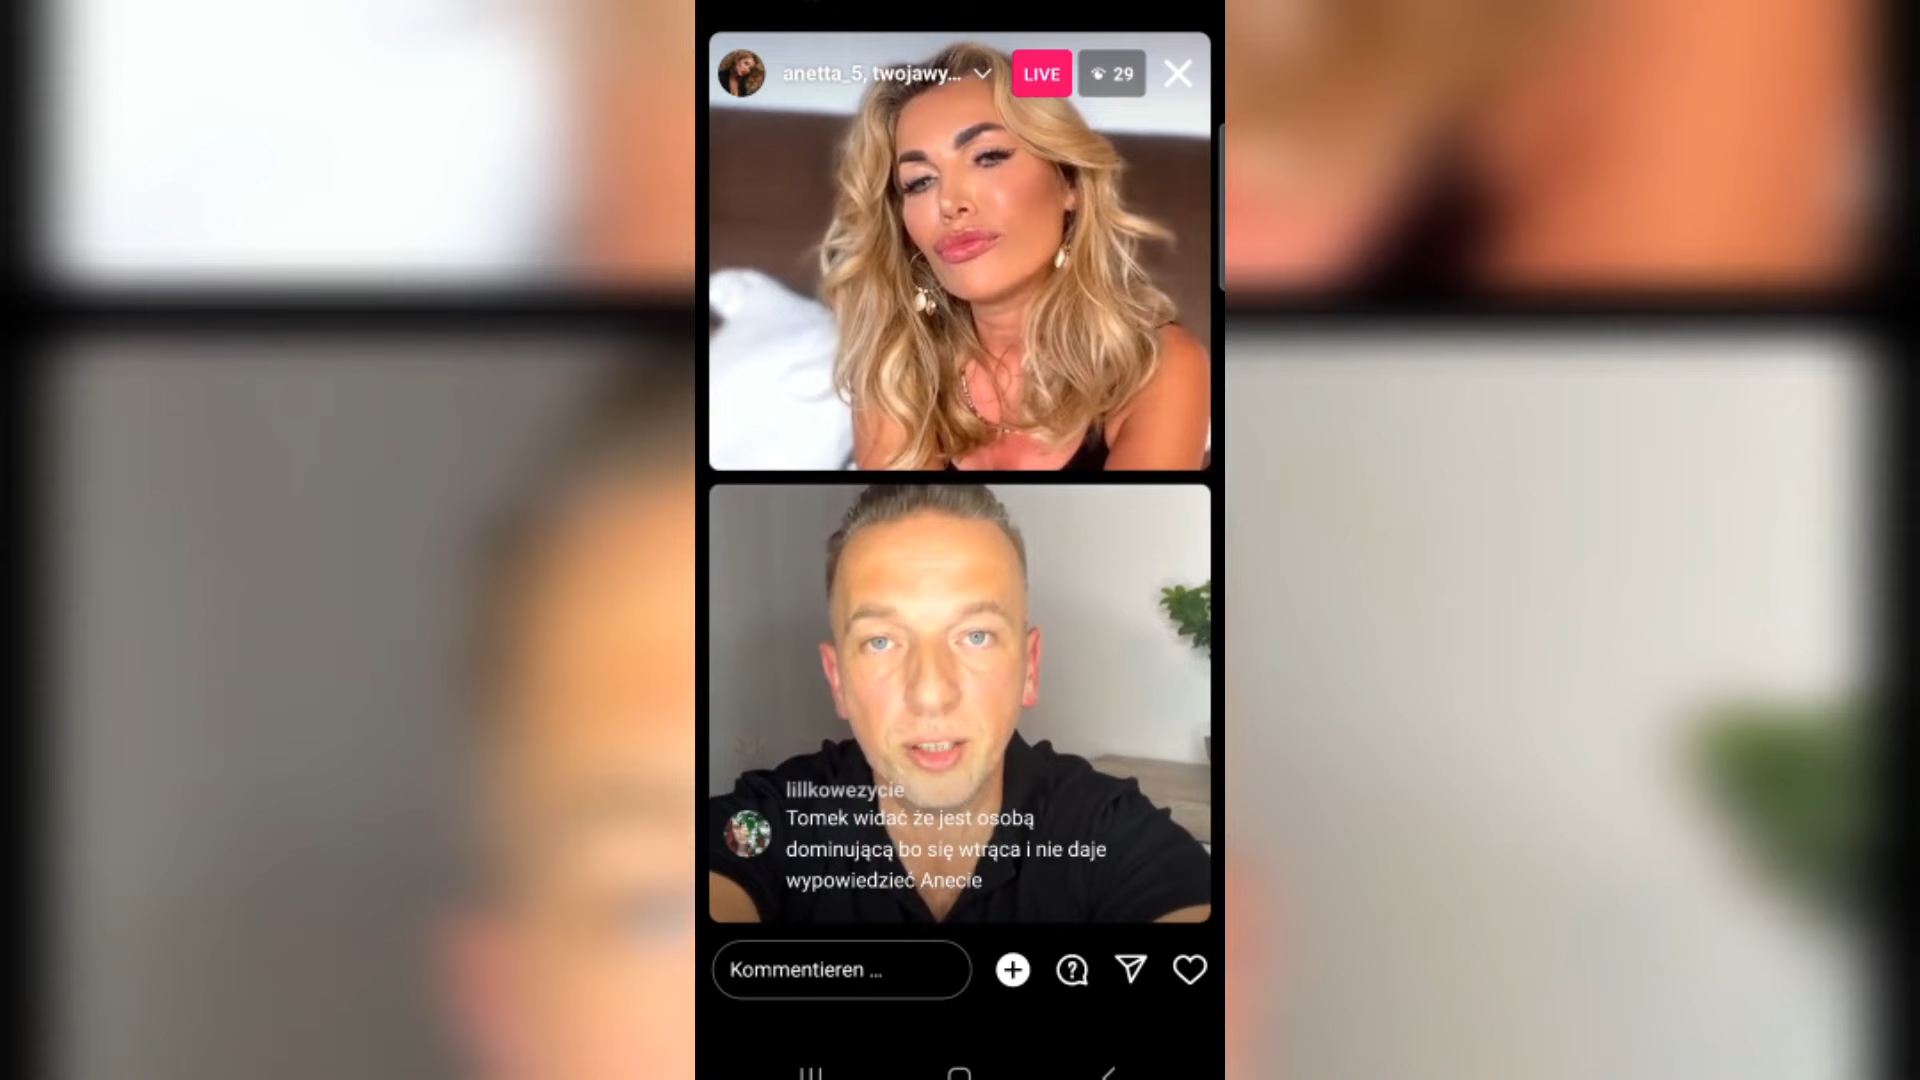 anetta_5, twojawy...
LIVE
29
lillkowezycie
Tomek widać że jest osobą
dominującą bo się wtrąca i nie daje
wypowiedzieć Anecie
Kommentieren ...